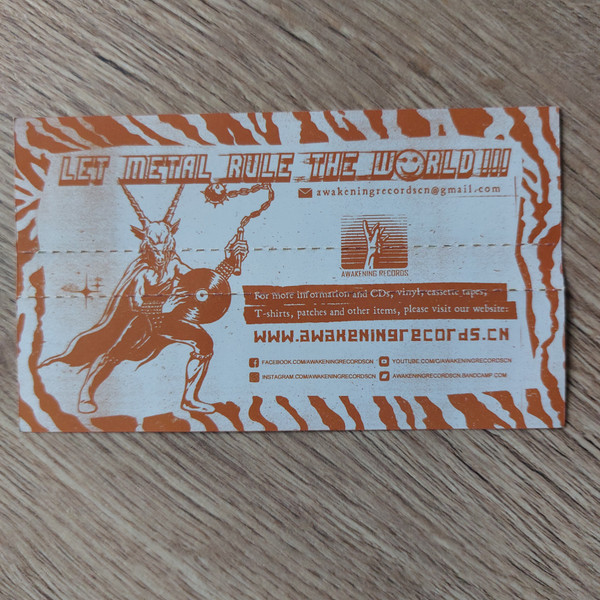 LET METAL RULE THE WORLD!!!
awakeningrecordscn@gmail.com
AWAKENING RECORDS
For more information and CDs, vinyl, cassette tapes,
T-shirts, patches and other items, please visit our website:
www.awakeningrecords.cn
FACEBOOK.COM/AWAKENINGRECORDSCN
YOUTUBE.COM/C/AWAKENINGRECORDSCN
INSTAGRAM.COM/AWAKENINGRECORDSCN
AWAKENINGRECORDSCN.BANDCAMP.COM